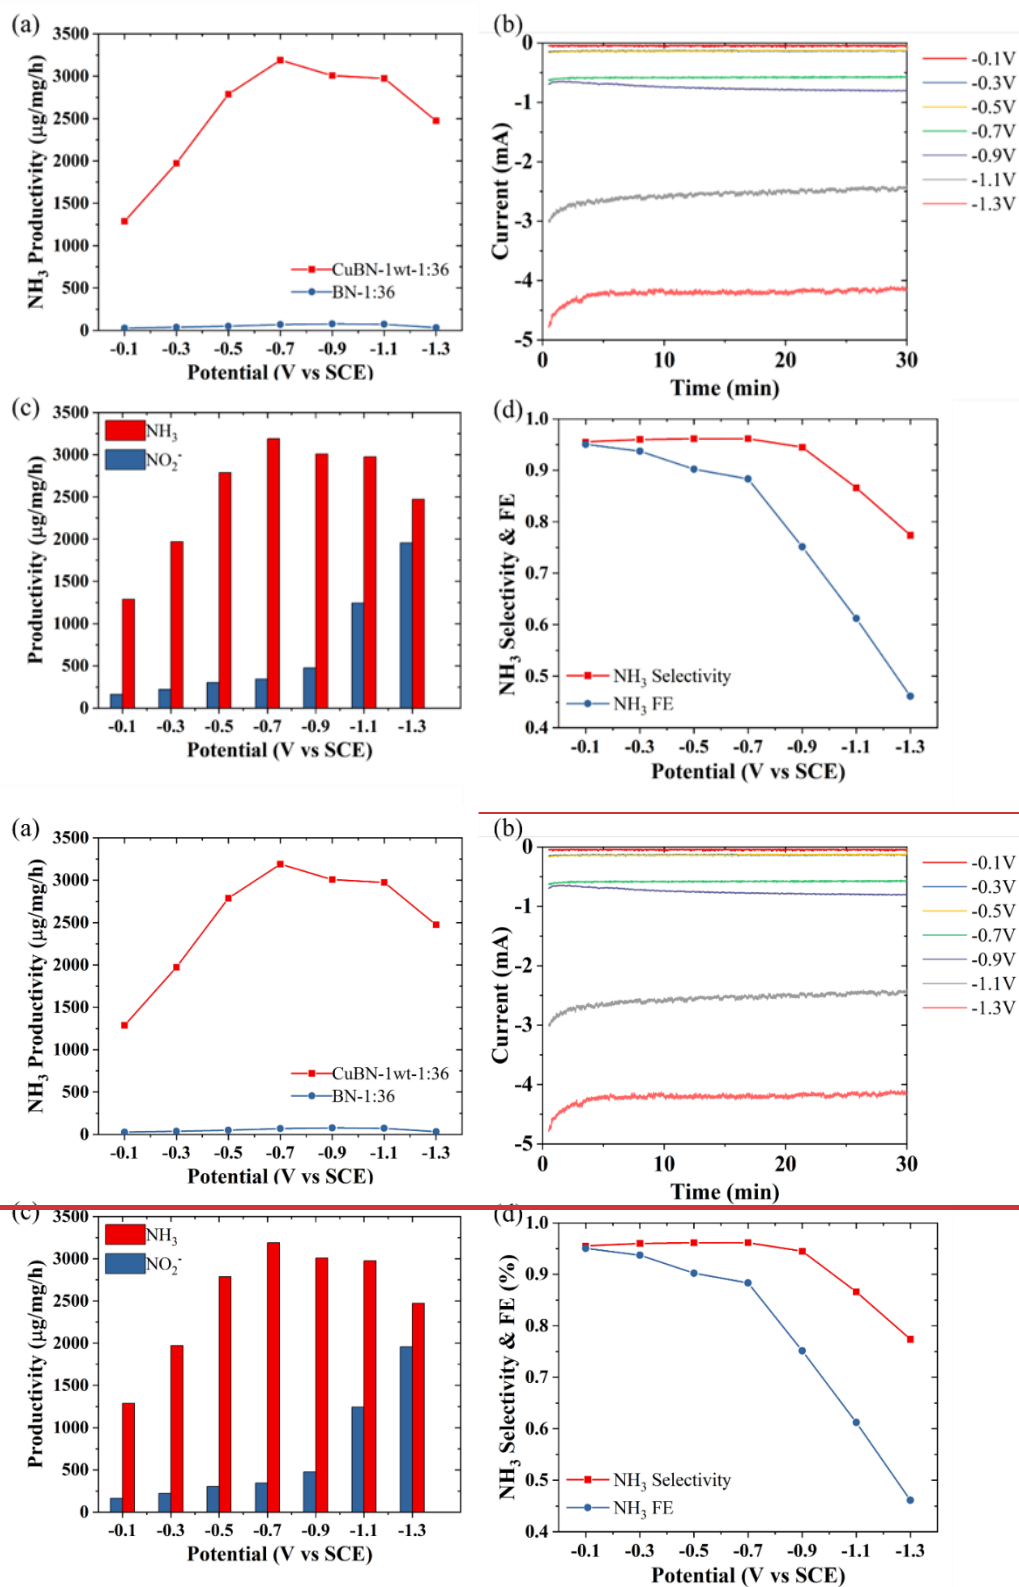 (a)
3500
3000
2500
2000
1500
1000
500
0
NH₃ Productivity (μg/mg/h)
CuBN-1wt-1:36
BN-1:36
-0.1 -0.3 -0.5 -0.7 -0.9 -1.1 -1.3
Potential (V vs SCE)
(b)
0
-1
-2
-3
-4
-5
Current (mA)
0 10 20 30
Time (min)
-0.1V
-0.3V
-0.5V
-0.7V
-0.9V
-1.1V
-1.3V
(c)
3500
3000
2500
2000
1500
1000
500
0
Productivity (μg/mg/h)
NH₃
NO₂⁻
-0.1 -0.3 -0.5 -0.7 -0.9 -1.1 -1.3
Potential (V vs SCE)
(d)
1.0
0.9
0.8
0.7
0.6
0.5
0.4
NH₃ Selectivity & FE
NH₃ Selectivity
NH₃ FE
-0.1 -0.3 -0.5 -0.7 -0.9 -1.1 -1.3
Potential (V vs SCE)
(a)
3500
3000
2500
2000
1500
1000
500
0
NH₃ Productivity (μg/mg/h)
CuBN-1wt-1:36
BN-1:36
-0.1 -0.3 -0.5 -0.7 -0.9 -1.1 -1.3
Potential (V vs SCE)
(b)
0
-1
-2
-3
-4
-5
Current (mA)
0 10 20 30
Time (min)
-0.1V
-0.3V
-0.5V
-0.7V
-0.9V
-1.1V
-1.3V
(c)
3500
3000
2500
2000
1500
1000
500
0
Productivity (μg/mg/h)
NH₃
NO₂⁻
-0.1 -0.3 -0.5 -0.7 -0.9 -1.1 -1.3
Potential (V vs SCE)
(d)
1.0
0.9
0.8
0.7
0.6
0.5
0.4
NH₃ Selectivity & FE (%)
NH₃ Selectivity
NH₃ FE
-0.1 -0.3 -0.5 -0.7 -0.9 -1.1 -1.3
Potential (V vs SCE)